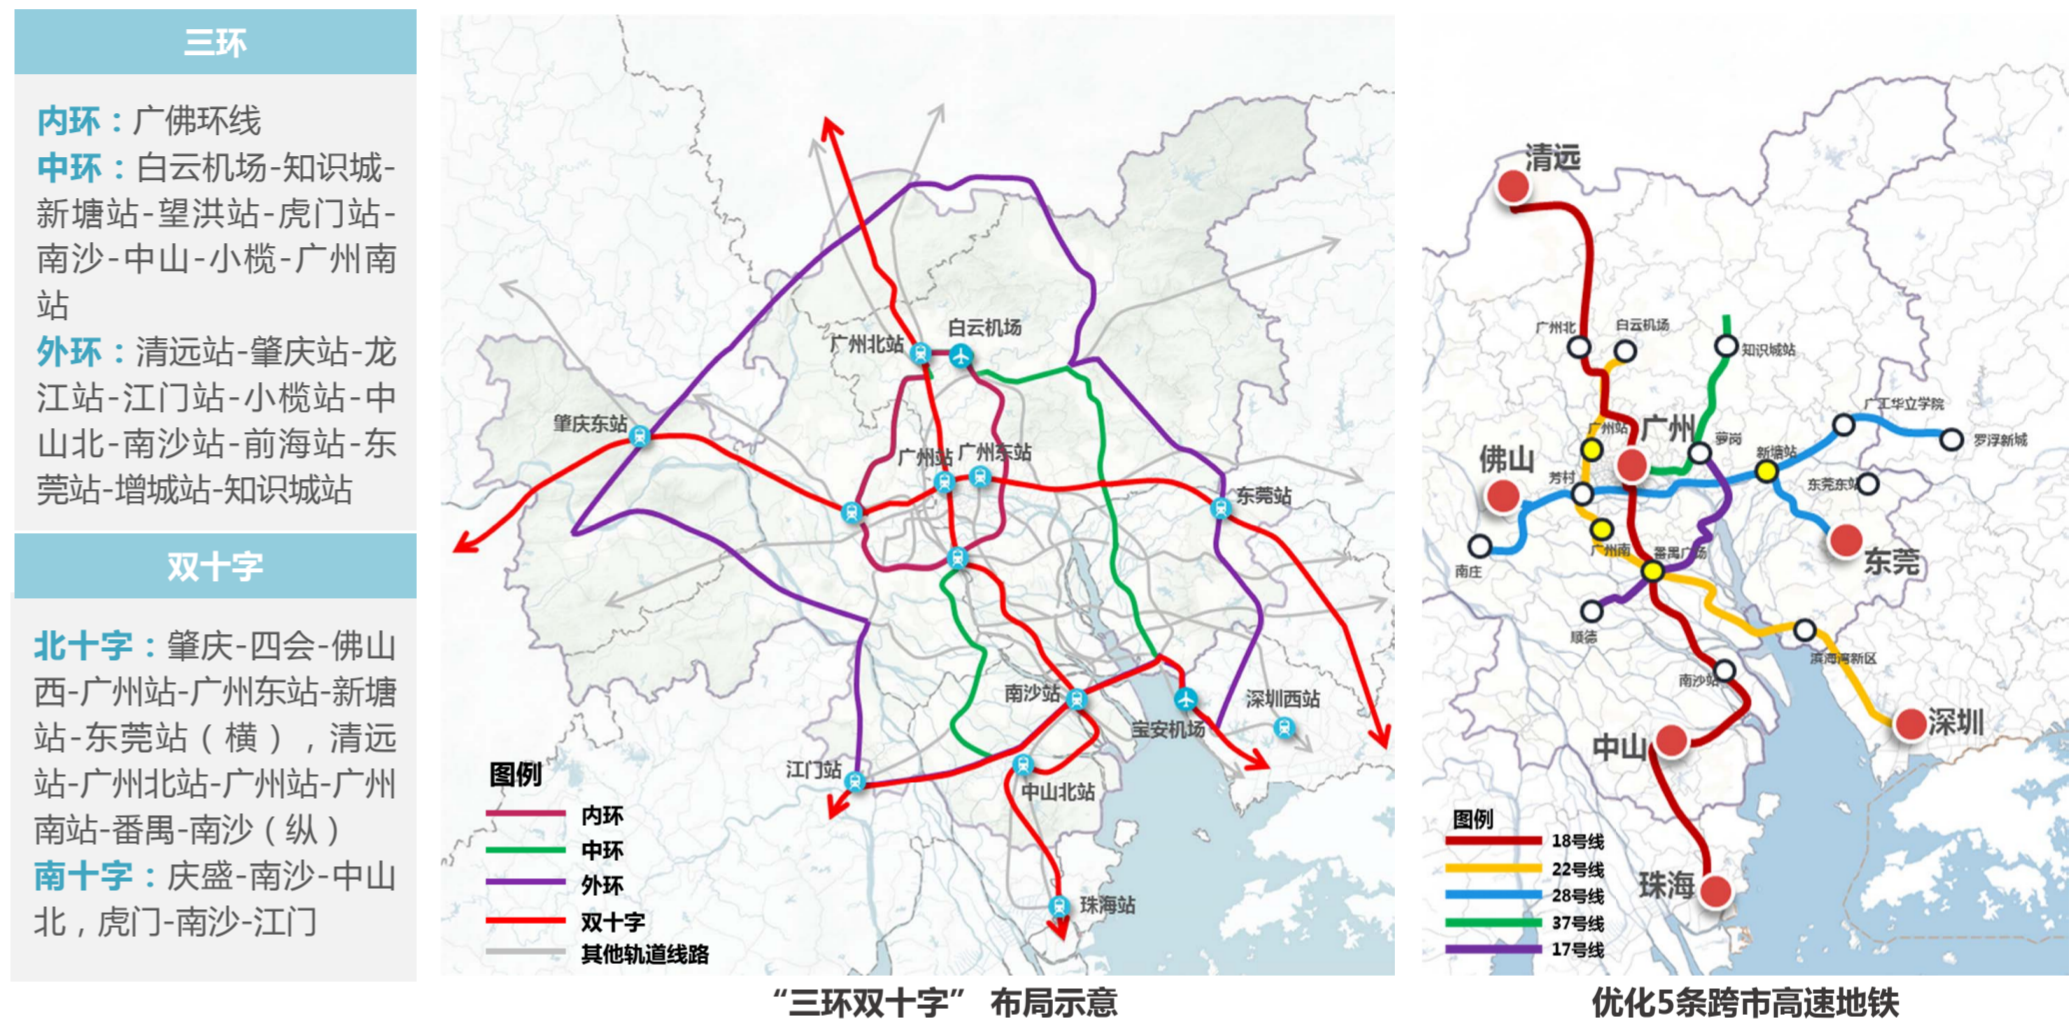 三环
内环：广佛环线
中环：白云机场-知识城-
新塘站-望洪站-虎门站-
南沙-中山-小榄-广州南
站
外环：清远站-肇庆站-龙
江站-江门站-小榄站-中
山北-南沙站-前海站-东
莞站-增城站-知识城站
双十字
北十字：肇庆-四会-佛山
西-广州站-广州东站-新塘
站-东莞站（横），清远
站-广州北站-广州站-广州
南站-番禺-南沙（纵）
南十字：庆盛-南沙-中山
北，虎门-南沙-江门
白云机场
广州北站
肇庆东站
广州站
广州东站
东莞站
南沙站
宝安机场
深圳西站
江门站
中山北站
珠海站
图例
内环
中环
外环
双十字
其他轨道线路
“三环双十字” 布局示意
清远
广州北
白云机场
知识城站
广州站
广州
萝岗
广工华立学院
罗浮新城
佛山
芳村
新塘站
东莞东站
广州南
番禺广场
东莞
南庄
顺德
滨海湾新区
南沙站
中山
深圳
珠海
图例
18号线
22号线
28号线
37号线
17号线
优化5条跨市高速地铁